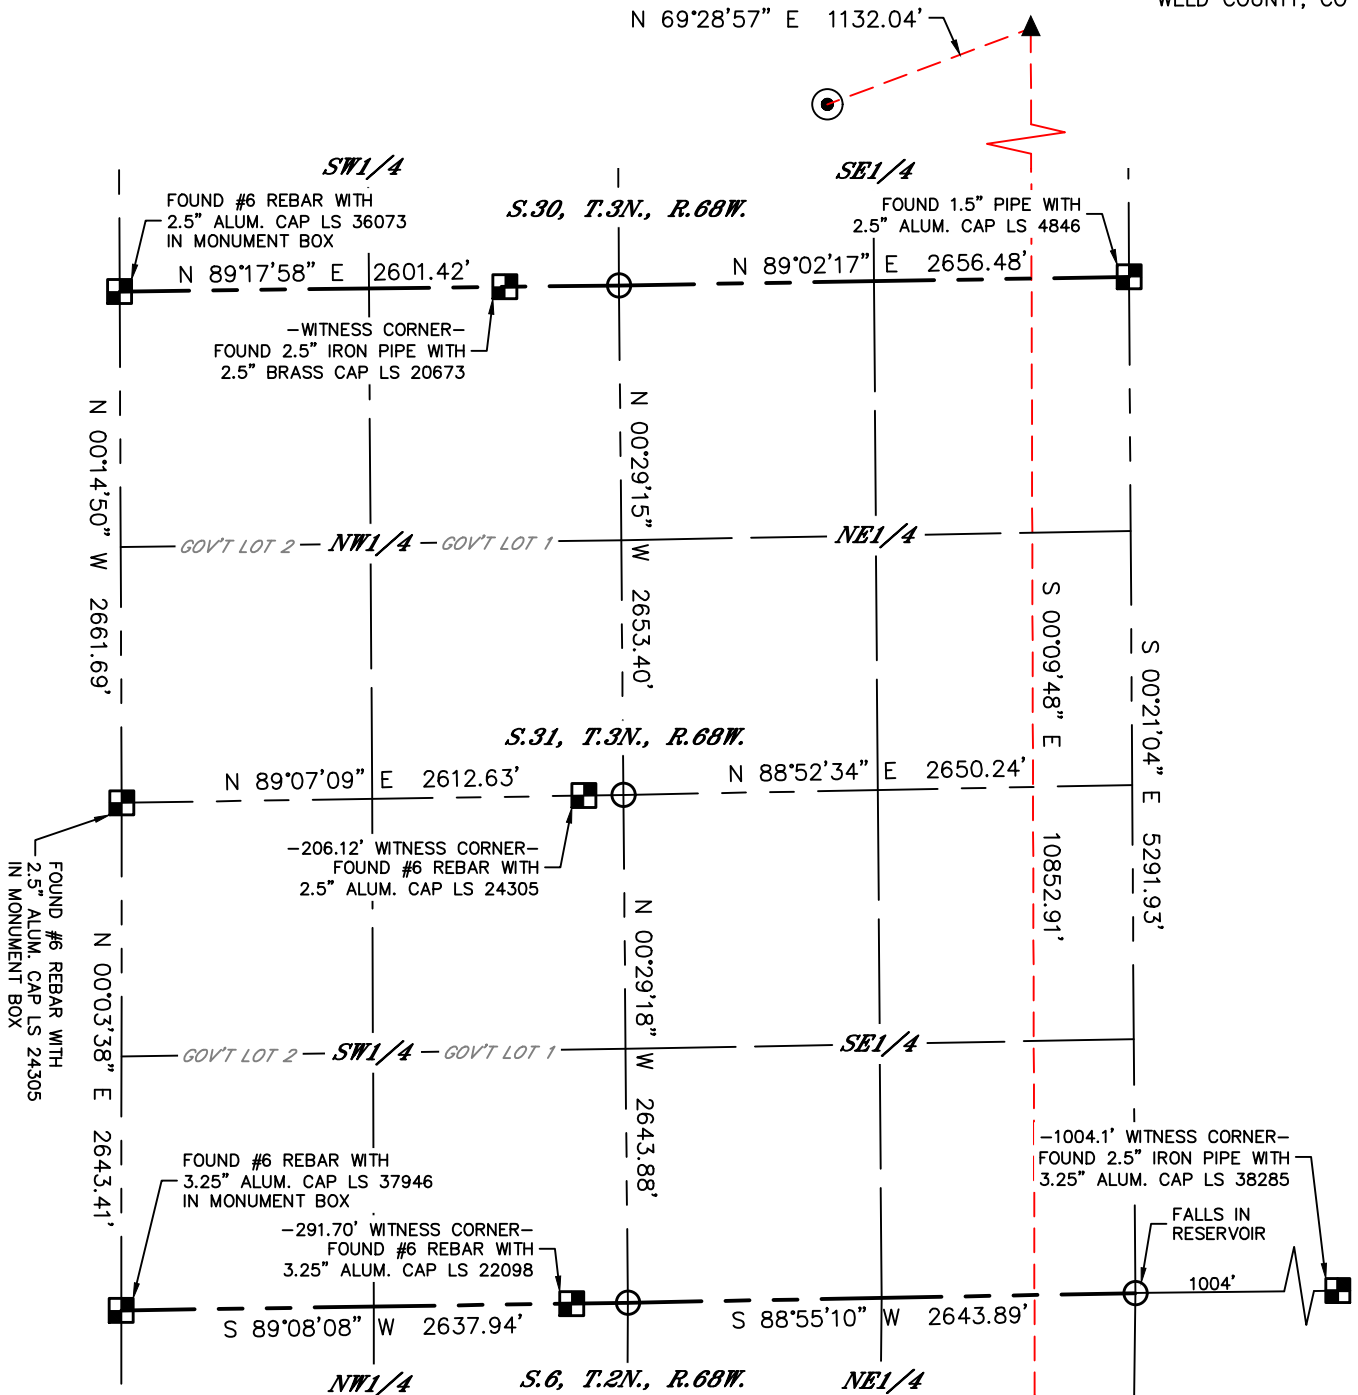 WELD COUNTY, CO
N 69°28'57" E 1132.04'
SW1/4
SE1/4
FOUND #6 REBAR WITH
2.5" ALUM. CAP LS 36073
IN MONUMENT BOX
S.30, T.3N., R.68W.
FOUND 1.5" PIPE WITH
2.5" ALUM. CAP LS 4846
N 89°17'58" E 2601.42'
N 89°02'17" E 2656.48'
-WITNESS CORNER-
FOUND 2.5" IRON PIPE WITH
2.5" BRASS CAP LS 20673
N 00°14'50" W 2661.69'
N 00°29'15" W 2653.40'
GOV'T LOT 2
NW1/4
GOV'T LOT 1
NE1/4
S 00°09'48" E 10852.91'
S 00°21'04" E 5291.93'
S.31, T.3N., R.68W.
N 89°07'09" E 2612.63'
N 88°52'34" E 2650.24'
-206.12' WITNESS CORNER-
FOUND #6 REBAR WITH
2.5" ALUM. CAP LS 24305
FOUND #6 REBAR WITH
2.5" ALUM. CAP LS 24305
IN MONUMENT BOX
N 00°03'38" E 2643.41'
N 00°29'18" W 2643.88'
GOV'T LOT 2
SW1/4
GOV'T LOT 1
SE1/4
-1004.1' WITNESS CORNER-
FOUND 2.5" IRON PIPE WITH
3.25" ALUM. CAP LS 38285
FOUND #6 REBAR WITH
3.25" ALUM. CAP LS 37946
IN MONUMENT BOX
FALLS IN
RESERVOIR
-291.70' WITNESS CORNER-
FOUND #6 REBAR WITH
3.25" ALUM. CAP LS 22098
1004'
S 89°08'08" W 2637.94'
S 88°55'10" W 2643.89'
NW1/4
S.6, T.2N., R.68W.
NE1/4